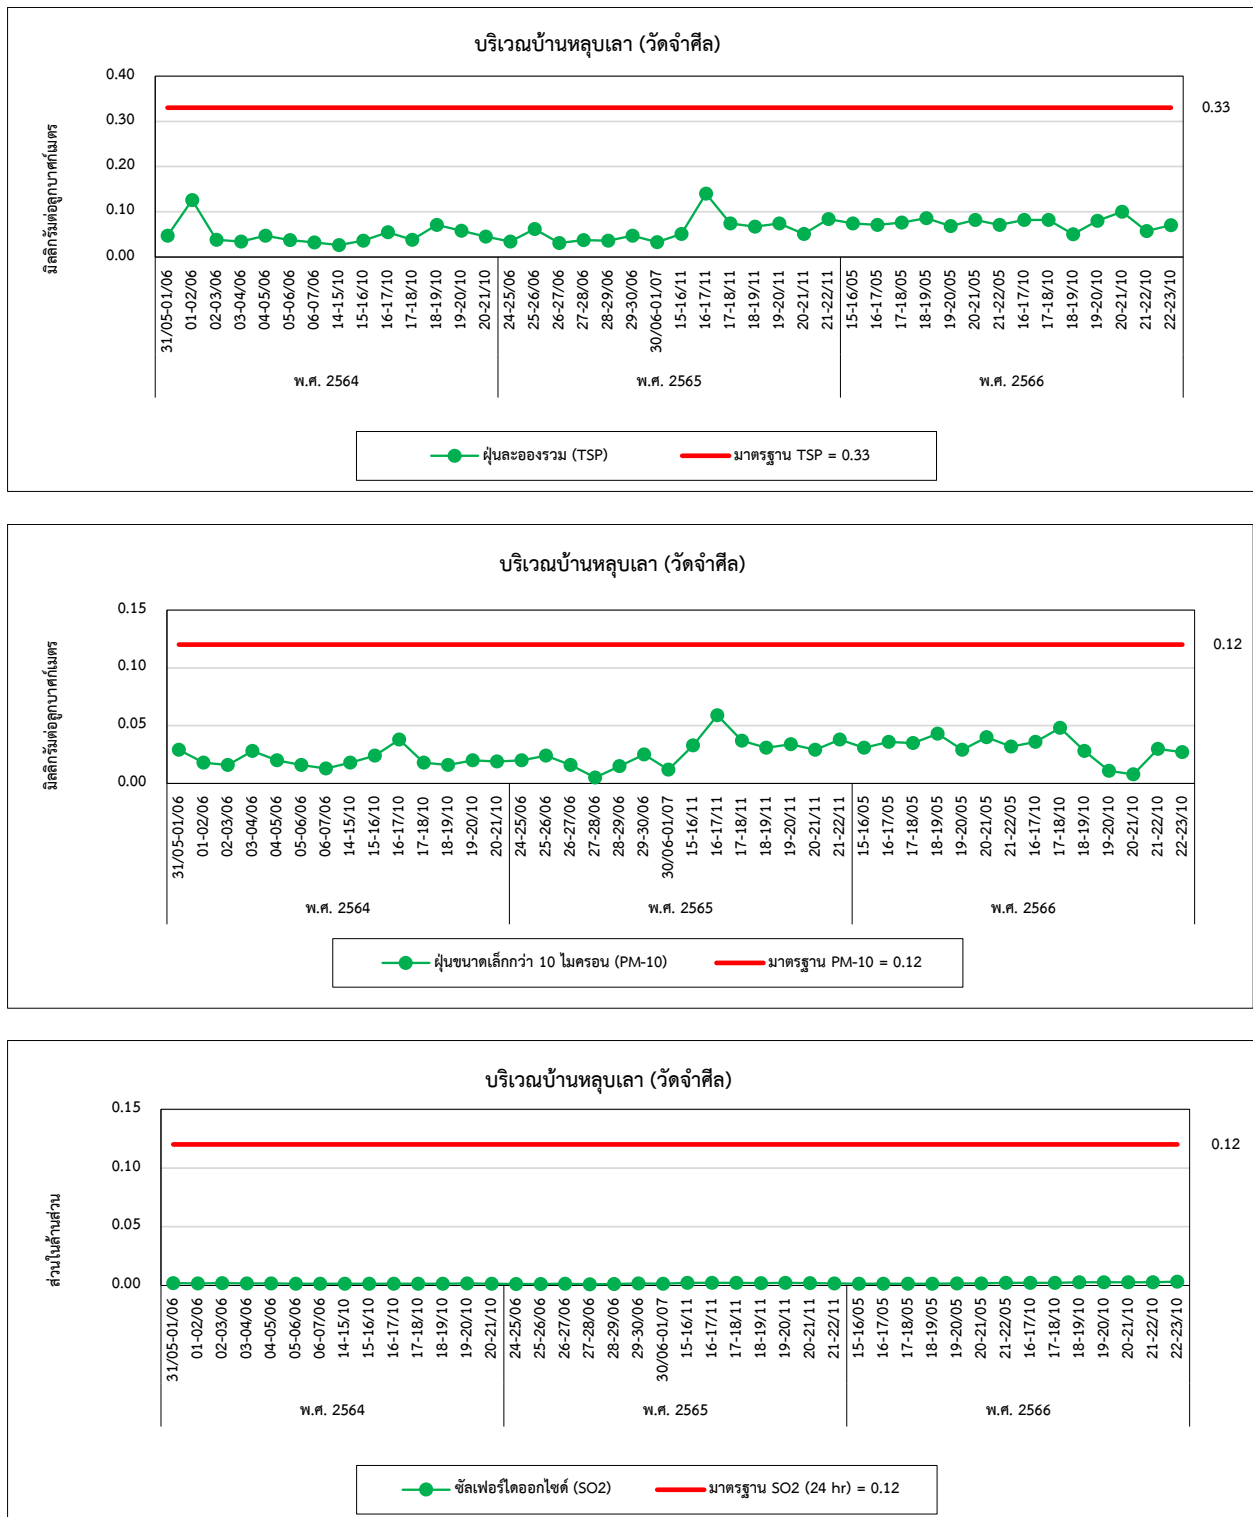 บริเวณบ้านหลุบเลา (วัดจำศีล)
มิลลิกรัมต่อลูกบาศก์เมตร
0.40
0.30
0.20
0.10
0.00
0.33
31/05-01/06 01-02/06 02-03/06 03-04/06 04-05/06 05-06/06 06-07/06 14-15/10 15-16/10 16-17/10 17-18/10 18-19/10 19-20/10 20-21/10 24-25/06 25-26/06 26-27/06 27-28/06 28-29/06 29-30/06 30/06-01/07 15-16/11 16-17/11 17-18/11 18-19/11 19-20/11 20-21/11 21-22/11 15-16/05 16-17/05 17-18/05 18-19/05 19-20/05 20-21/05 21-22/05 16-17/10 17-18/10 18-19/10 19-20/10 20-21/10 21-22/10 22-23/10
พ.ศ. 2564 พ.ศ. 2565 พ.ศ. 2566
ฝุ่นละอองรวม (TSP) มาตรฐาน TSP = 0.33
บริเวณบ้านหลุบเลา (วัดจำศีล)
มิลลิกรัมต่อลูกบาศก์เมตร
0.15
0.10
0.05
0.00
0.12
31/05-01/06 01-02/06 02-03/06 03-04/06 04-05/06 05-06/06 06-07/06 14-15/10 15-16/10 16-17/10 17-18/10 18-19/10 19-20/10 20-21/10 24-25/06 25-26/06 26-27/06 27-28/06 28-29/06 29-30/06 30/06-01/07 15-16/11 16-17/11 17-18/11 18-19/11 19-20/11 20-21/11 21-22/11 15-16/05 16-17/05 17-18/05 18-19/05 19-20/05 20-21/05 21-22/05 16-17/10 17-18/10 18-19/10 19-20/10 20-21/10 21-22/10 22-23/10
พ.ศ. 2564 พ.ศ. 2565 พ.ศ. 2566
ฝุ่นขนาดเล็กกว่า 10 ไมครอน (PM-10) มาตรฐาน PM-10 = 0.12
บริเวณบ้านหลุบเลา (วัดจำศีล)
ส่วนในล้านส่วน
0.15
0.10
0.05
0.00
0.12
31/05-01/06 01-02/06 02-03/06 03-04/06 04-05/06 05-06/06 06-07/06 14-15/10 15-16/10 16-17/10 17-18/10 18-19/10 19-20/10 20-21/10 24-25/06 25-26/06 26-27/06 27-28/06 28-29/06 29-30/06 30/06-01/07 15-16/11 16-17/11 17-18/11 18-19/11 19-20/11 20-21/11 21-22/11 15-16/05 16-17/05 17-18/05 18-19/05 19-20/05 20-21/05 21-22/05 16-17/10 17-18/10 18-19/10 19-20/10 20-21/10 21-22/10 22-23/10
พ.ศ. 2564 พ.ศ. 2565 พ.ศ. 2566
ซัลเฟอร์ไดออกไซด์ (SO2) มาตรฐาน SO2 (24 hr) = 0.12